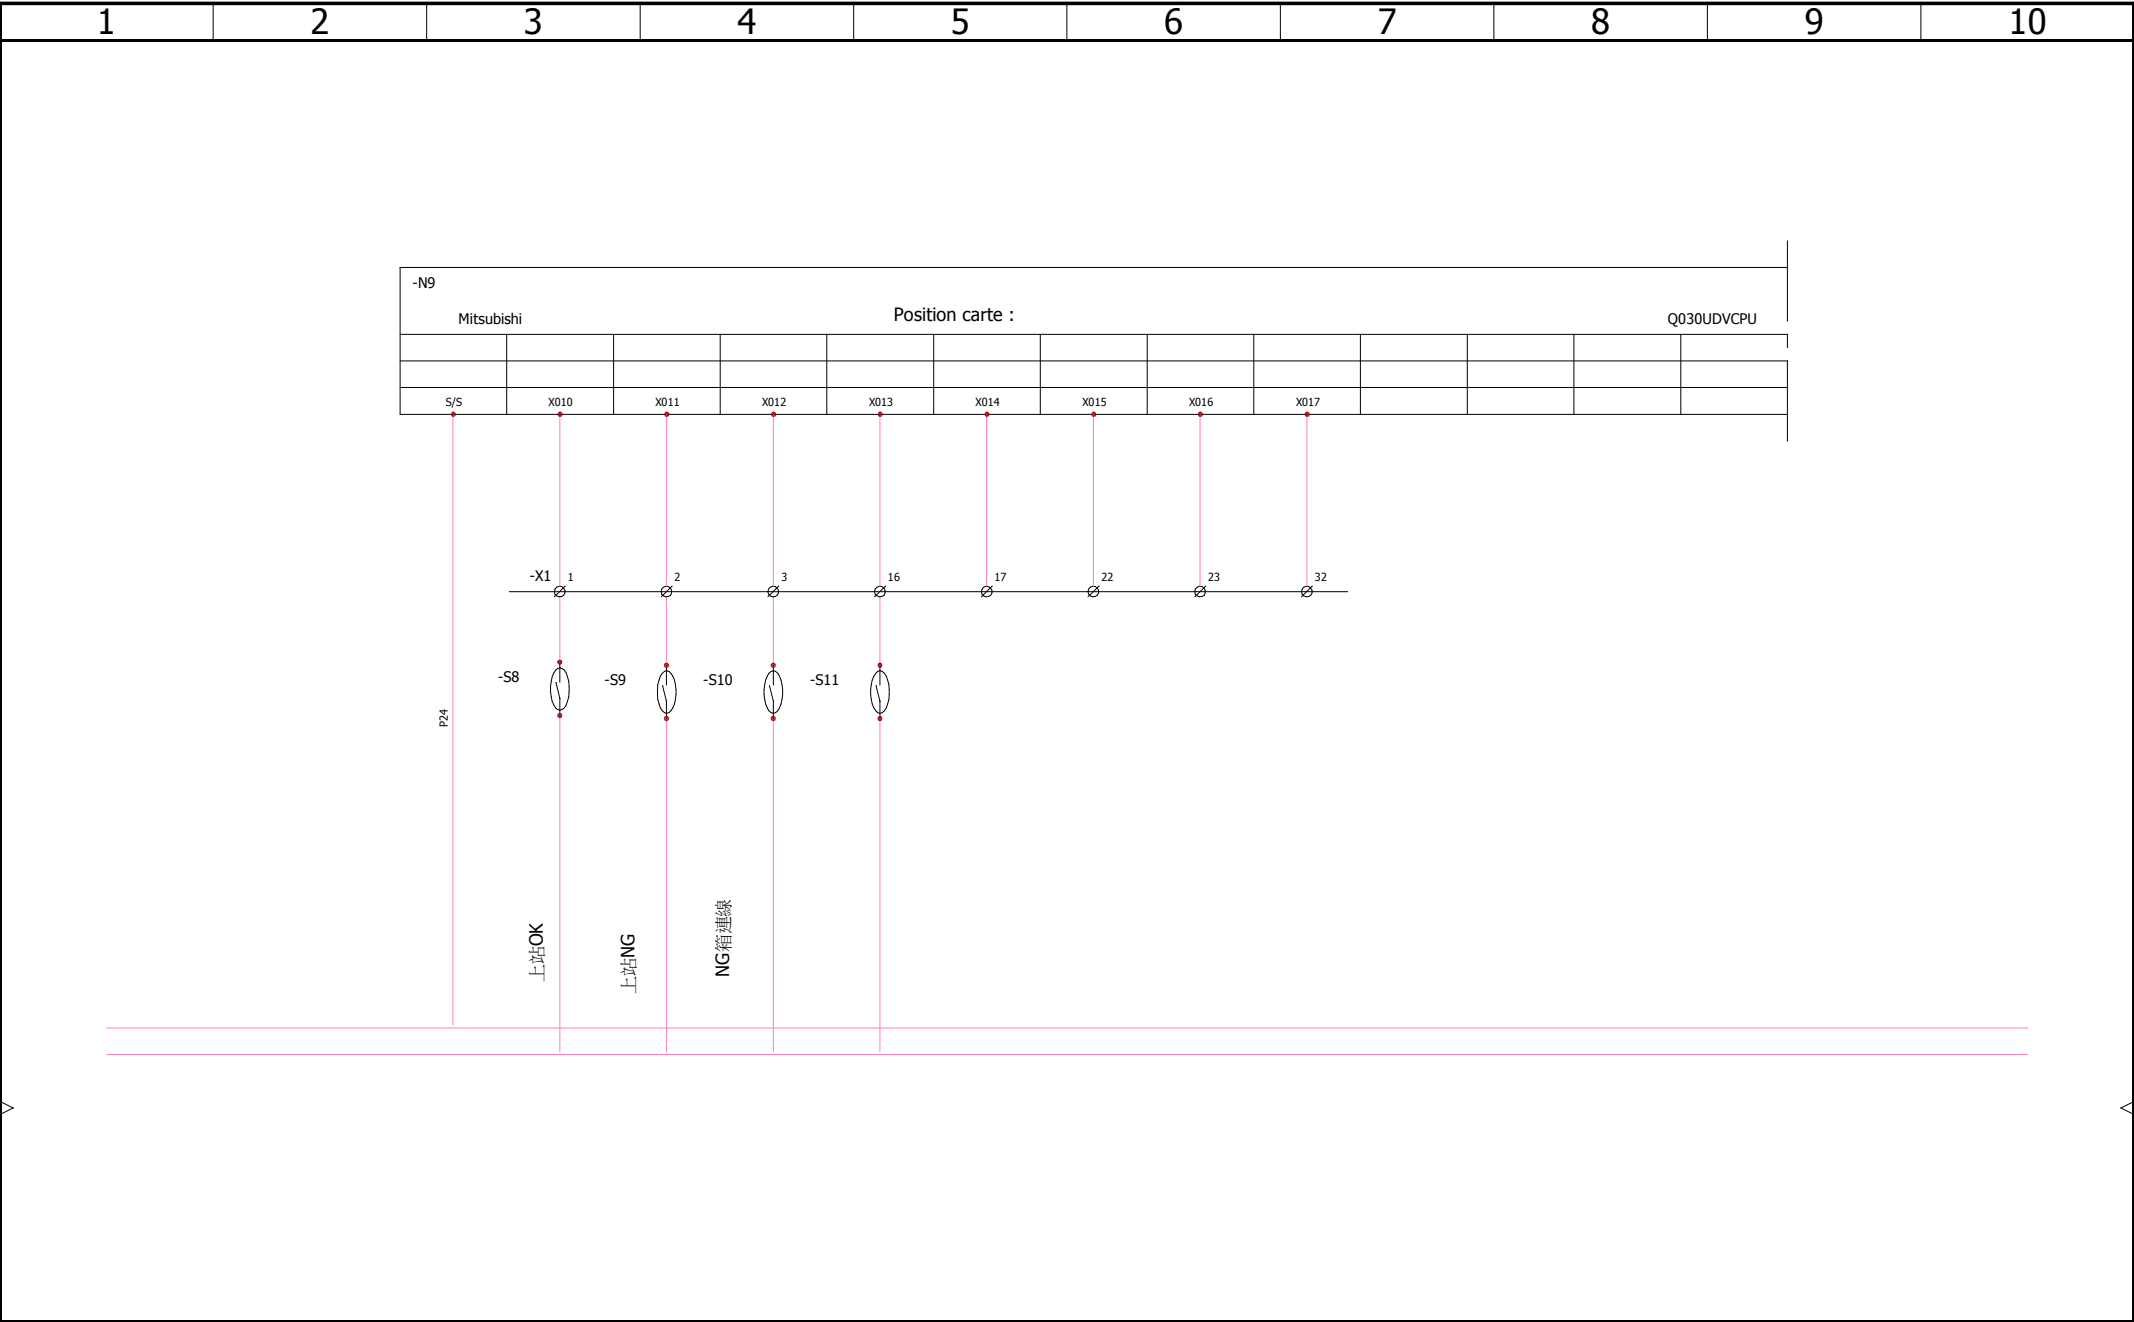 1 2 3 4 5 6 7 8 9 10
-N9
Mitsubishi Position carte : Q030UDVCPU
S/S X010 X011 X012 X013 X014 X015 X016 X017
-X1 1 2 3 16 17 22 23 32
-S8 -S9 -S10 -S11
P24
上站OK
上站NG
NG箱連線